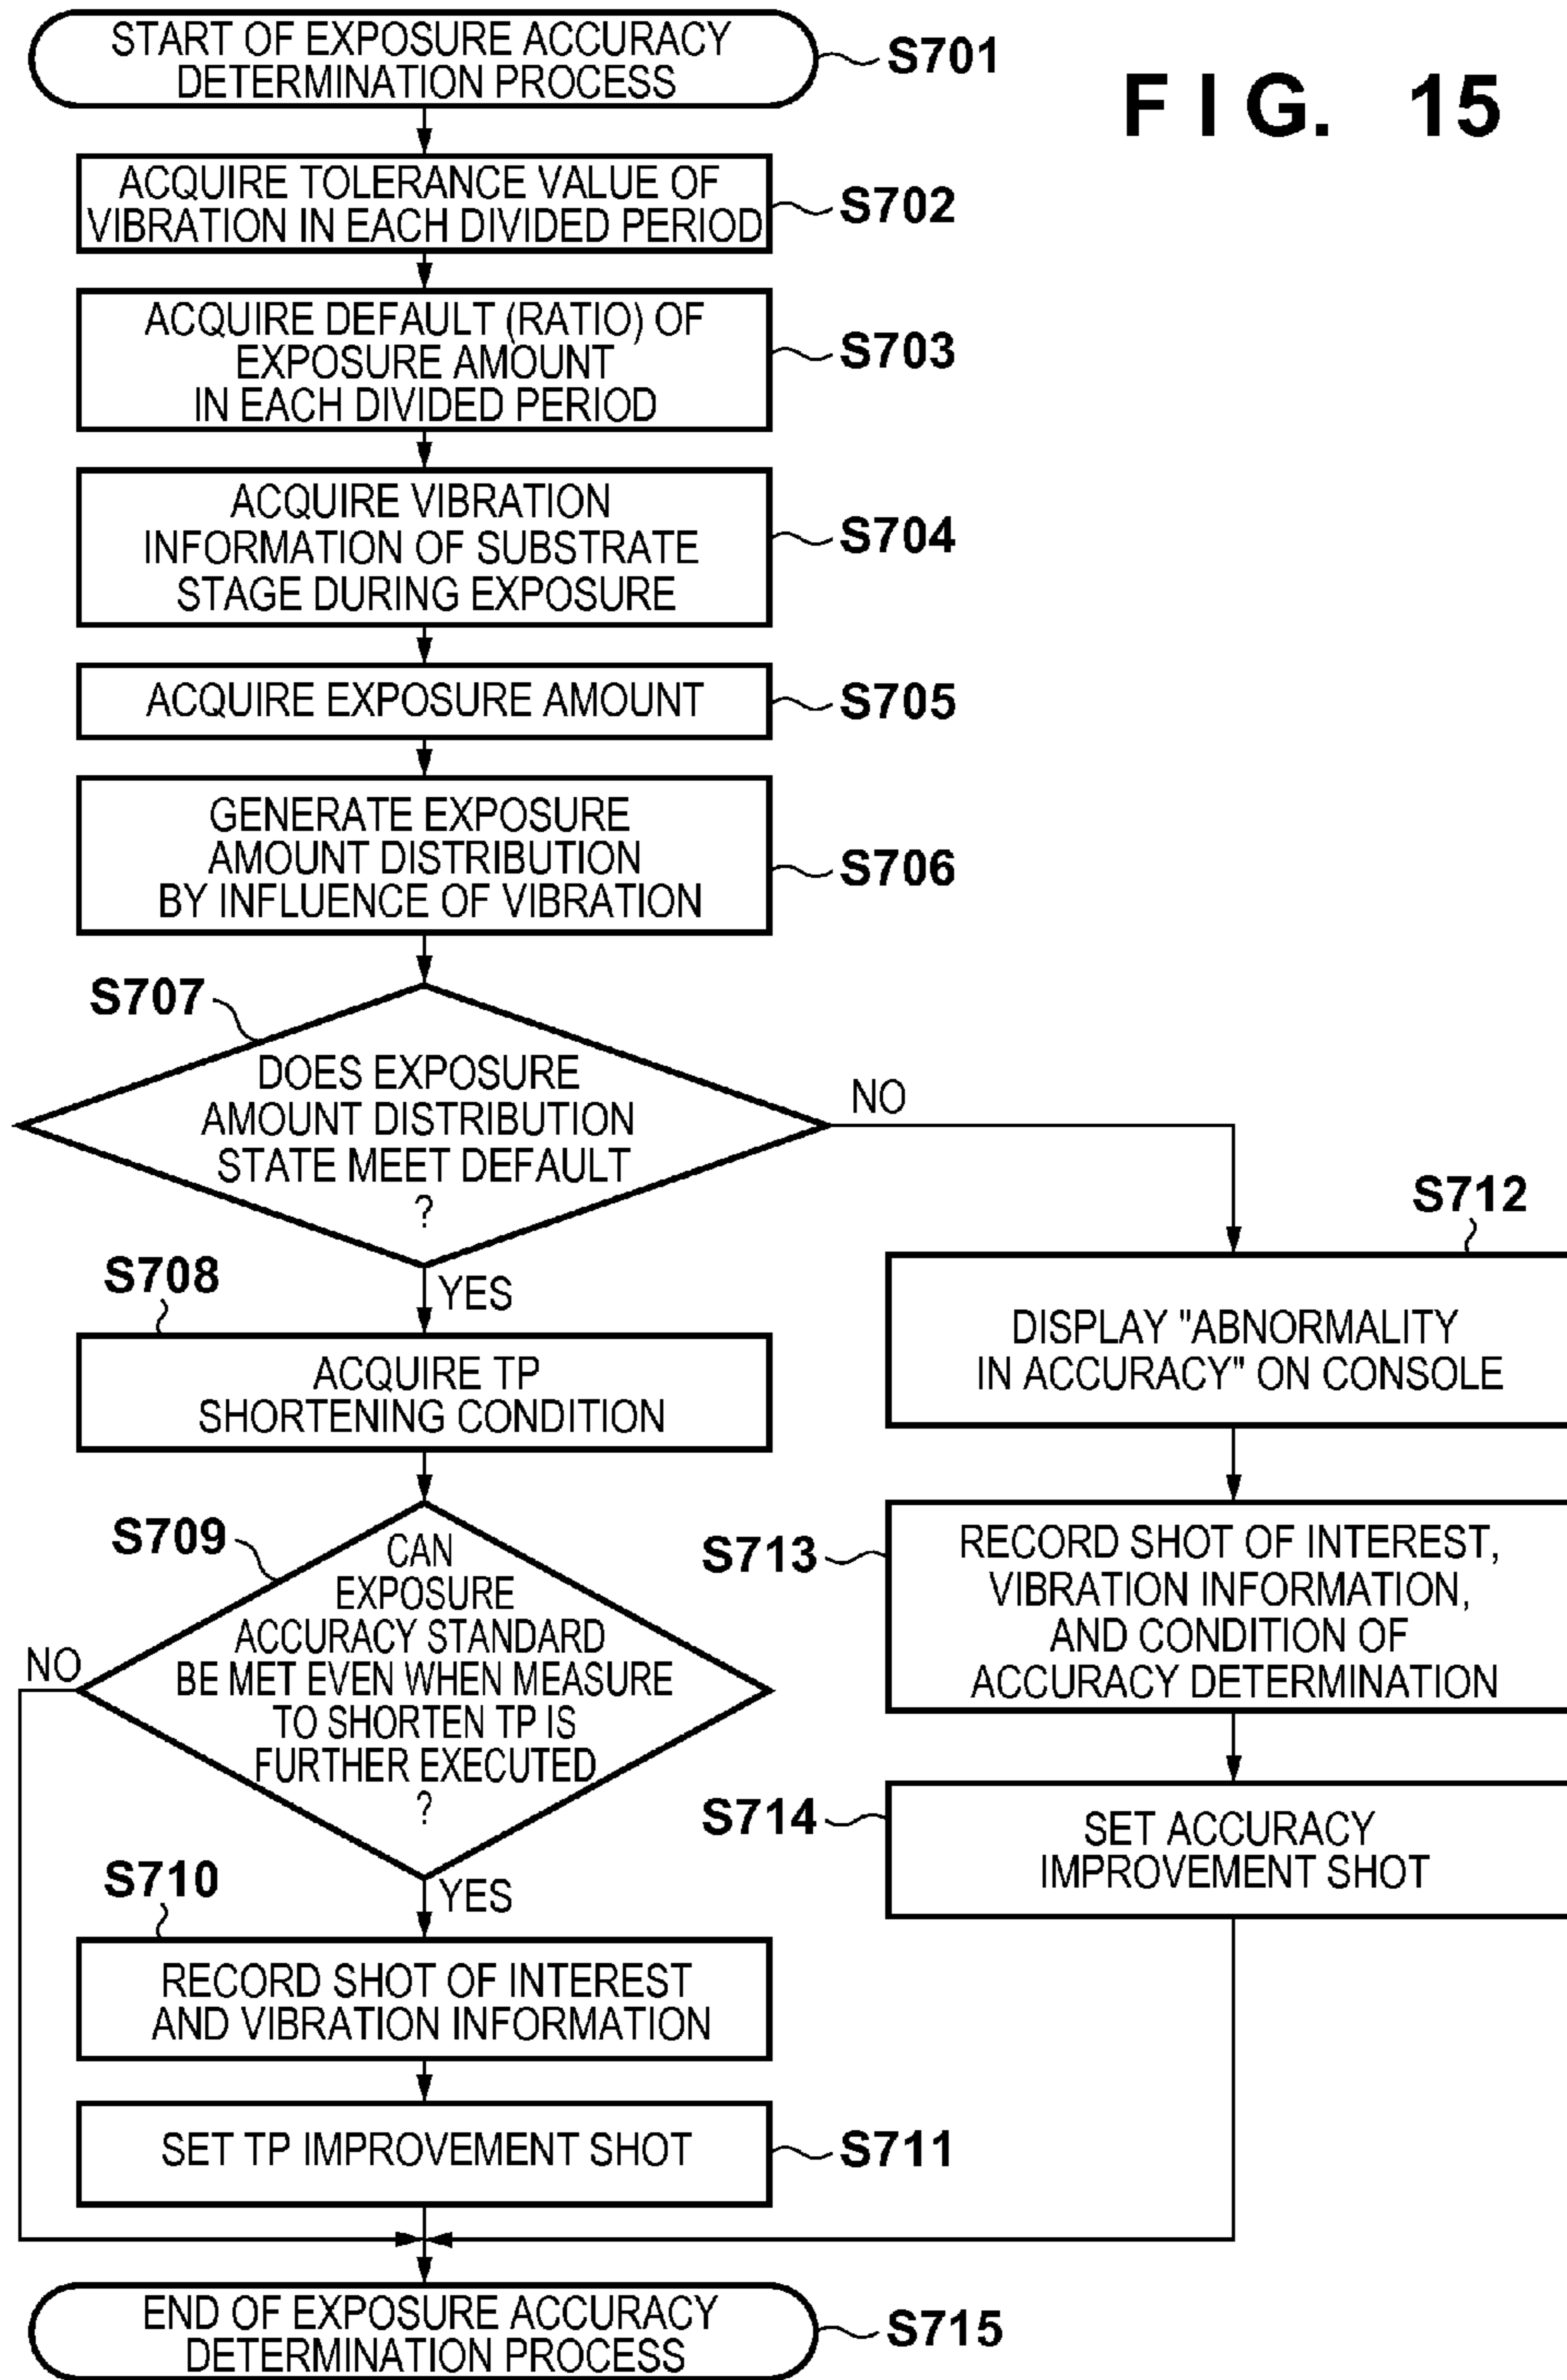 FIG. 15
START OF EXPOSURE ACCURACY
DETERMINATION PROCESS
S701
ACQUIRE TOLERANCE VALUE OF
VIBRATION IN EACH DIVIDED PERIOD
S702
ACQUIRE DEFAULT (RATIO) OF
EXPOSURE AMOUNT
IN EACH DIVIDED PERIOD
S703
ACQUIRE VIBRATION
INFORMATION OF SUBSTRATE
STAGE DURING EXPOSURE
S704
ACQUIRE EXPOSURE AMOUNT
S705
GENERATE EXPOSURE
AMOUNT DISTRIBUTION
BY INFLUENCE OF VIBRATION
S706
S707
DOES EXPOSURE
AMOUNT DISTRIBUTION
STATE MEET DEFAULT
?
NO
YES
S708
ACQUIRE TP
SHORTENING CONDITION
S709
CAN
EXPOSURE
ACCURACY STANDARD
BE MET EVEN WHEN MEASURE
TO SHORTEN TP IS
FURTHER EXECUTED
?
NO
YES
S710
RECORD SHOT OF INTEREST
AND VIBRATION INFORMATION
SET TP IMPROVEMENT SHOT
S711
S712
DISPLAY "ABNORMALITY
IN ACCURACY" ON CONSOLE
S713
RECORD SHOT OF INTEREST,
VIBRATION INFORMATION,
AND CONDITION OF
ACCURACY DETERMINATION
S714
SET ACCURACY
IMPROVEMENT SHOT
END OF EXPOSURE ACCURACY
DETERMINATION PROCESS
S715